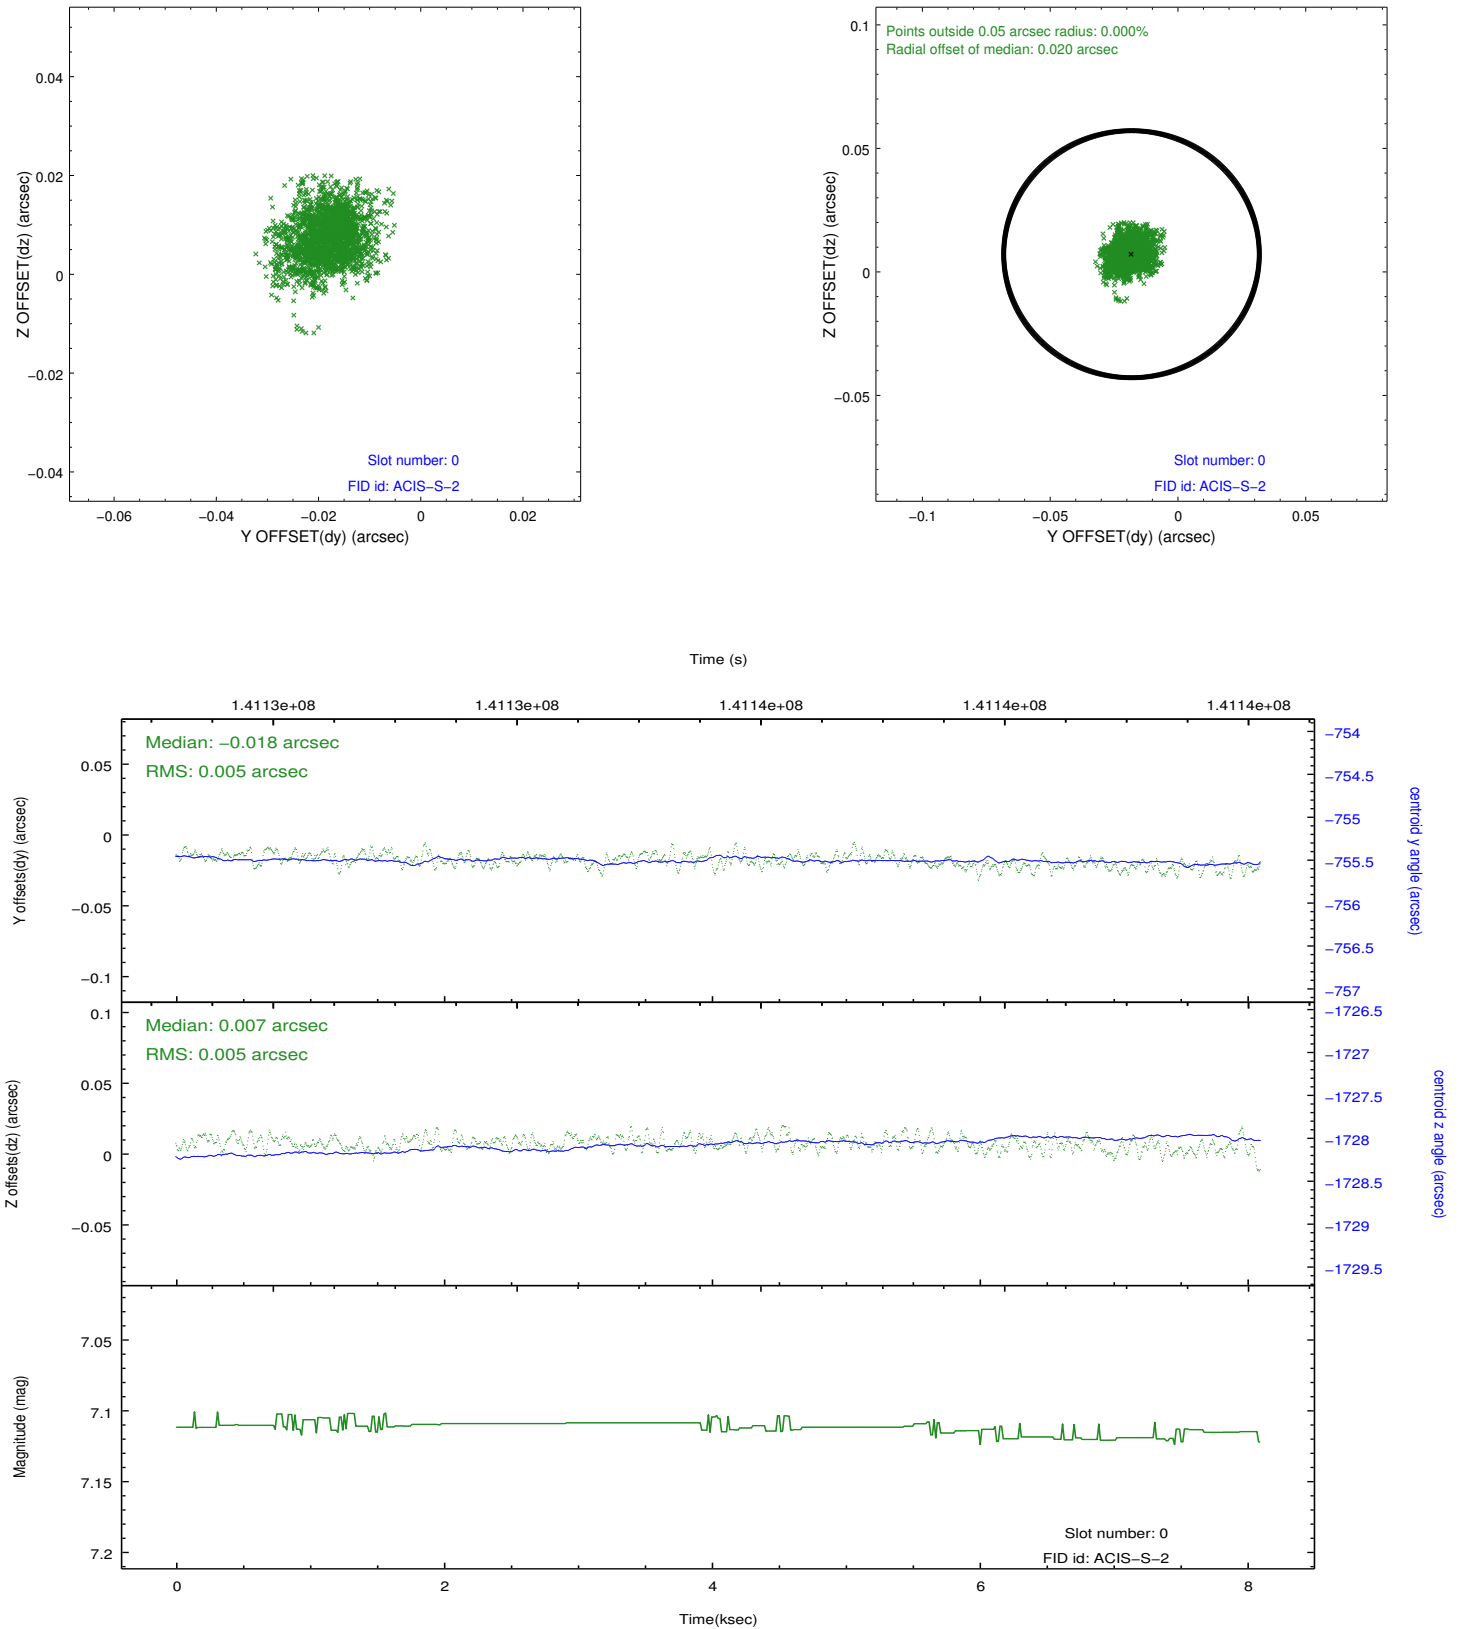 0.04
0.02
0
−0.02
−0.04
Z OFFSET(dz) (arcsec)
Slot number: 0
FID id: ACIS−S−2
−0.06
−0.04
−0.02
0
0.02
Y OFFSET(dy) (arcsec)
Points outside 0.05 arcsec radius: 0.000%
Radial offset of median: 0.020 arcsec
0.1
0.05
0
−0.05
Z OFFSET(dz) (arcsec)
Slot number: 0
FID id: ACIS−S−2
−0.1
−0.05
0
0.05
Y OFFSET(dy) (arcsec)
Time (s)
1.4113e+08
1.4113e+08
1.4114e+08
1.4114e+08
1.4114e+08
Median: −0.018 arcsec
RMS: 0.005 arcsec
0.05
0
−0.05
−0.1
Y offsets(dy) (arcsec)
−754
−754.5
−755
−755.5
−756
−756.5
−757
centroid y angle (arcsec)
Median: 0.007 arcsec
RMS: 0.005 arcsec
0.1
0.05
0
−0.05
Z offsets(dz) (arcsec)
−1726.5
−1727
−1727.5
−1728
−1728.5
−1729
−1729.5
centroid z angle (arcsec)
7.05
7.1
7.15
7.2
Magnitude (mag)
Slot number: 0
FID id: ACIS−S−2
0
2
4
6
8
Time(ksec)